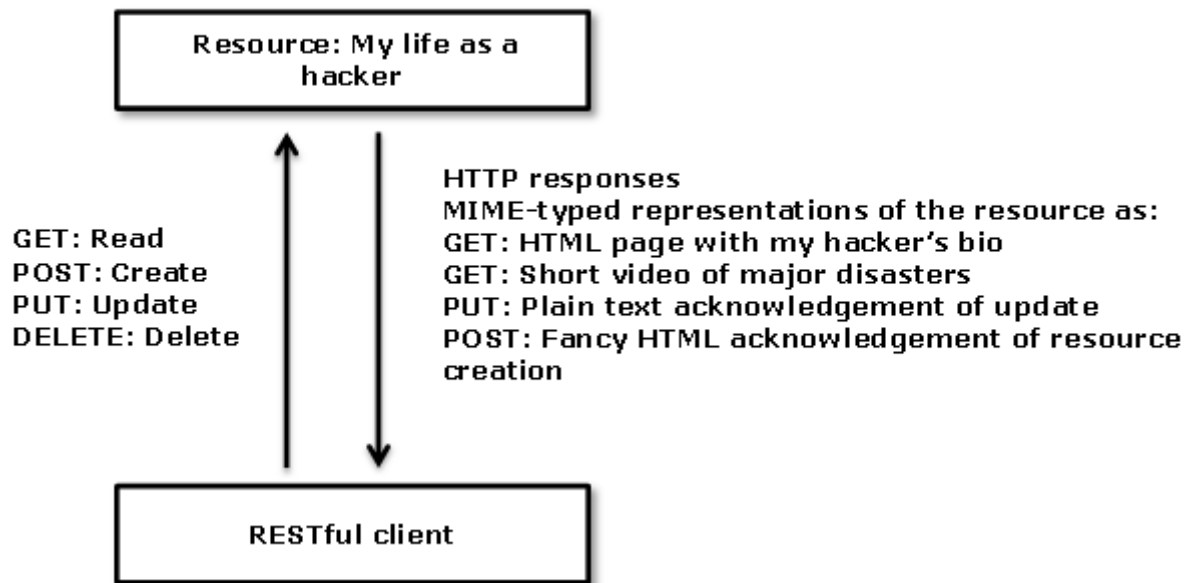 Resource: My life as a
hacker
GET: Read
POST: Create
PUT: Update
DELETE: Delete
HTTP responses
MIME-typed representations of the resource as:
GET: HTML page with my hacker’s bio
GET: Short video of major disasters
PUT: Plain text acknowledgement of update
POST: Fancy HTML acknowledgement of resource
creation
RESTful client